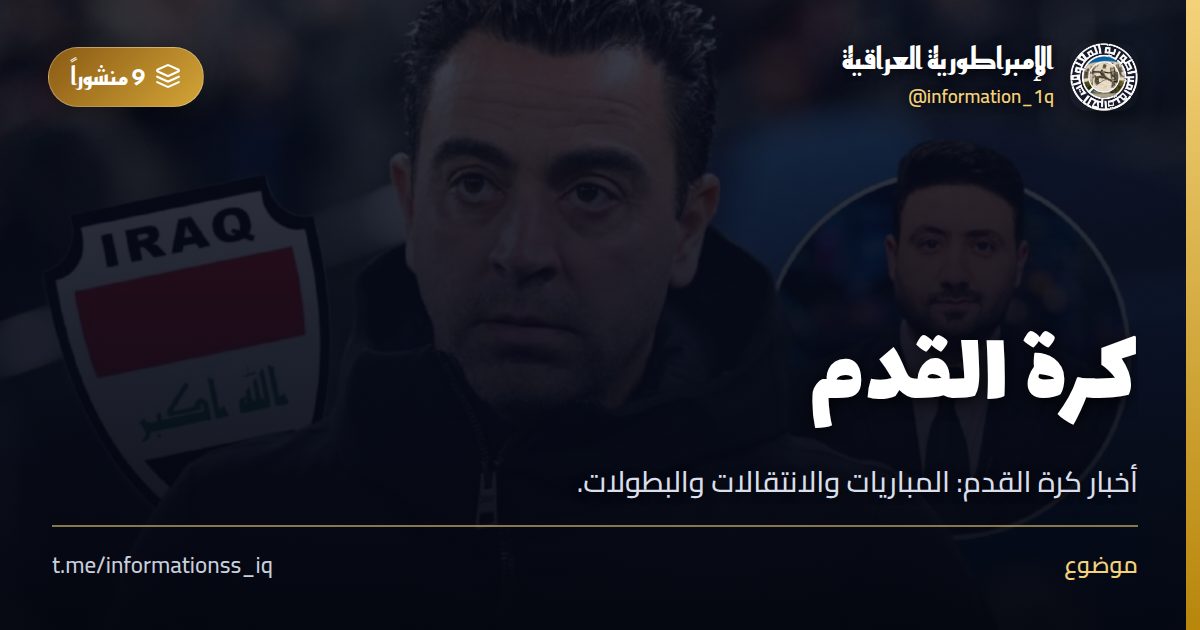 الإمبراطورية العراقية
@information_1q
9 منشوراً
IRAQ
الله اكبر
كرة القدم
أخبار كرة القدم: المباريات والانتقالات والبطولات.
موضوع
t.me/informationss_iq